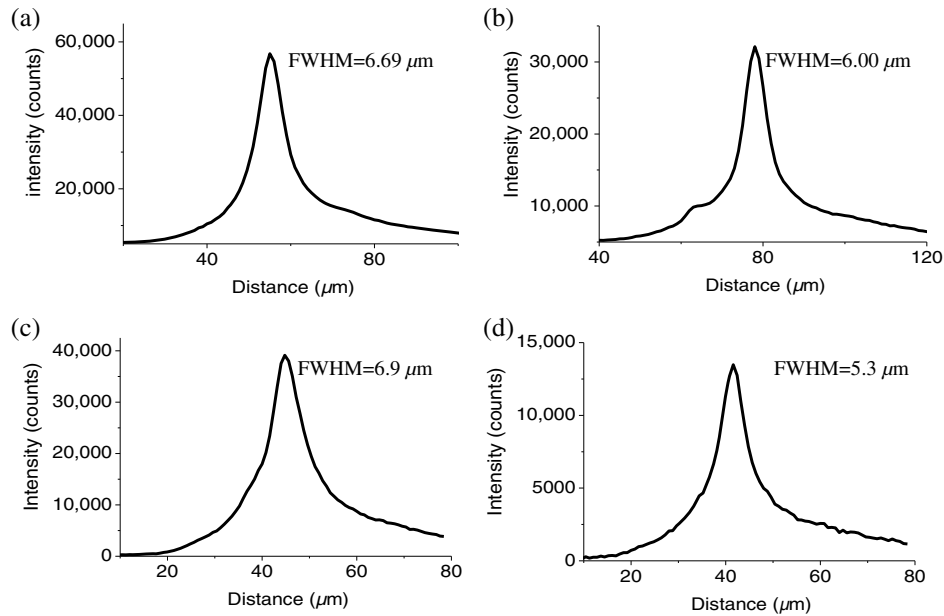 (a)
60,000
40,000
20,000
intensity (counts)
FWHM=6.69 µm
40
80
Distance (µm)
(b)
30,000
20,000
10,000
Intensity (counts)
FWHM=6.00 µm
40
80
120
Distance (µm)
(c)
40,000
30,000
20,000
10,000
0
Intensity (counts)
FWHM=6.9 µm
20
40
60
80
Distance (µm)
(d)
15,000
10,000
5000
0
Intensity (counts)
FWHM=5.3 µm
20
40
60
80
Distance (µm)